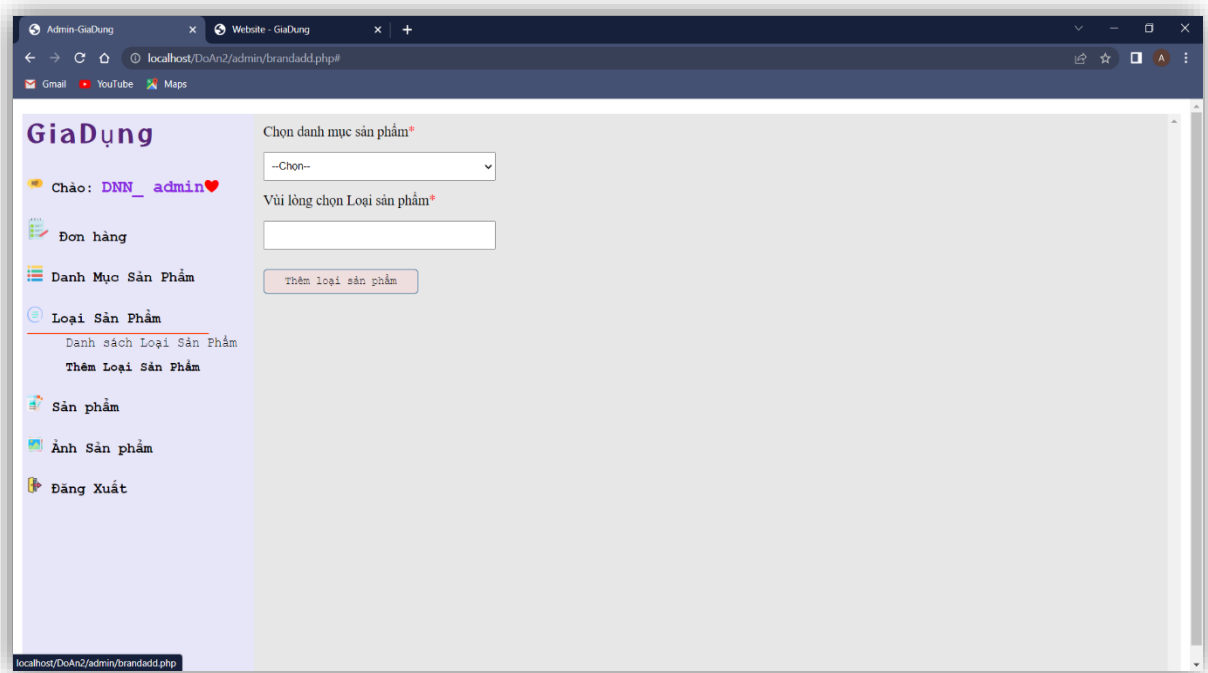 Admin-GiaDung
Website - GiaDung
localhost/DoAn2/admin/brandadd.php#
A
Gmail
YouTube
Maps
GiaDụng
Chào: DNN_ admin
Đơn hàng
Danh Mục Sản Phẩm
Loại Sản Phẩm
Danh sách Loại Sản Phẩm
Thêm Loại Sản Phẩm
Sản phẩm
Ảnh Sản phẩm
Đăng Xuất
Chọn danh mục sản phẩm*
--Chọn--
Vùi lòng chọn Loại sản phẩm*
Thêm loại sản phẩm
localhost/DoAn2/admin/brandadd.php